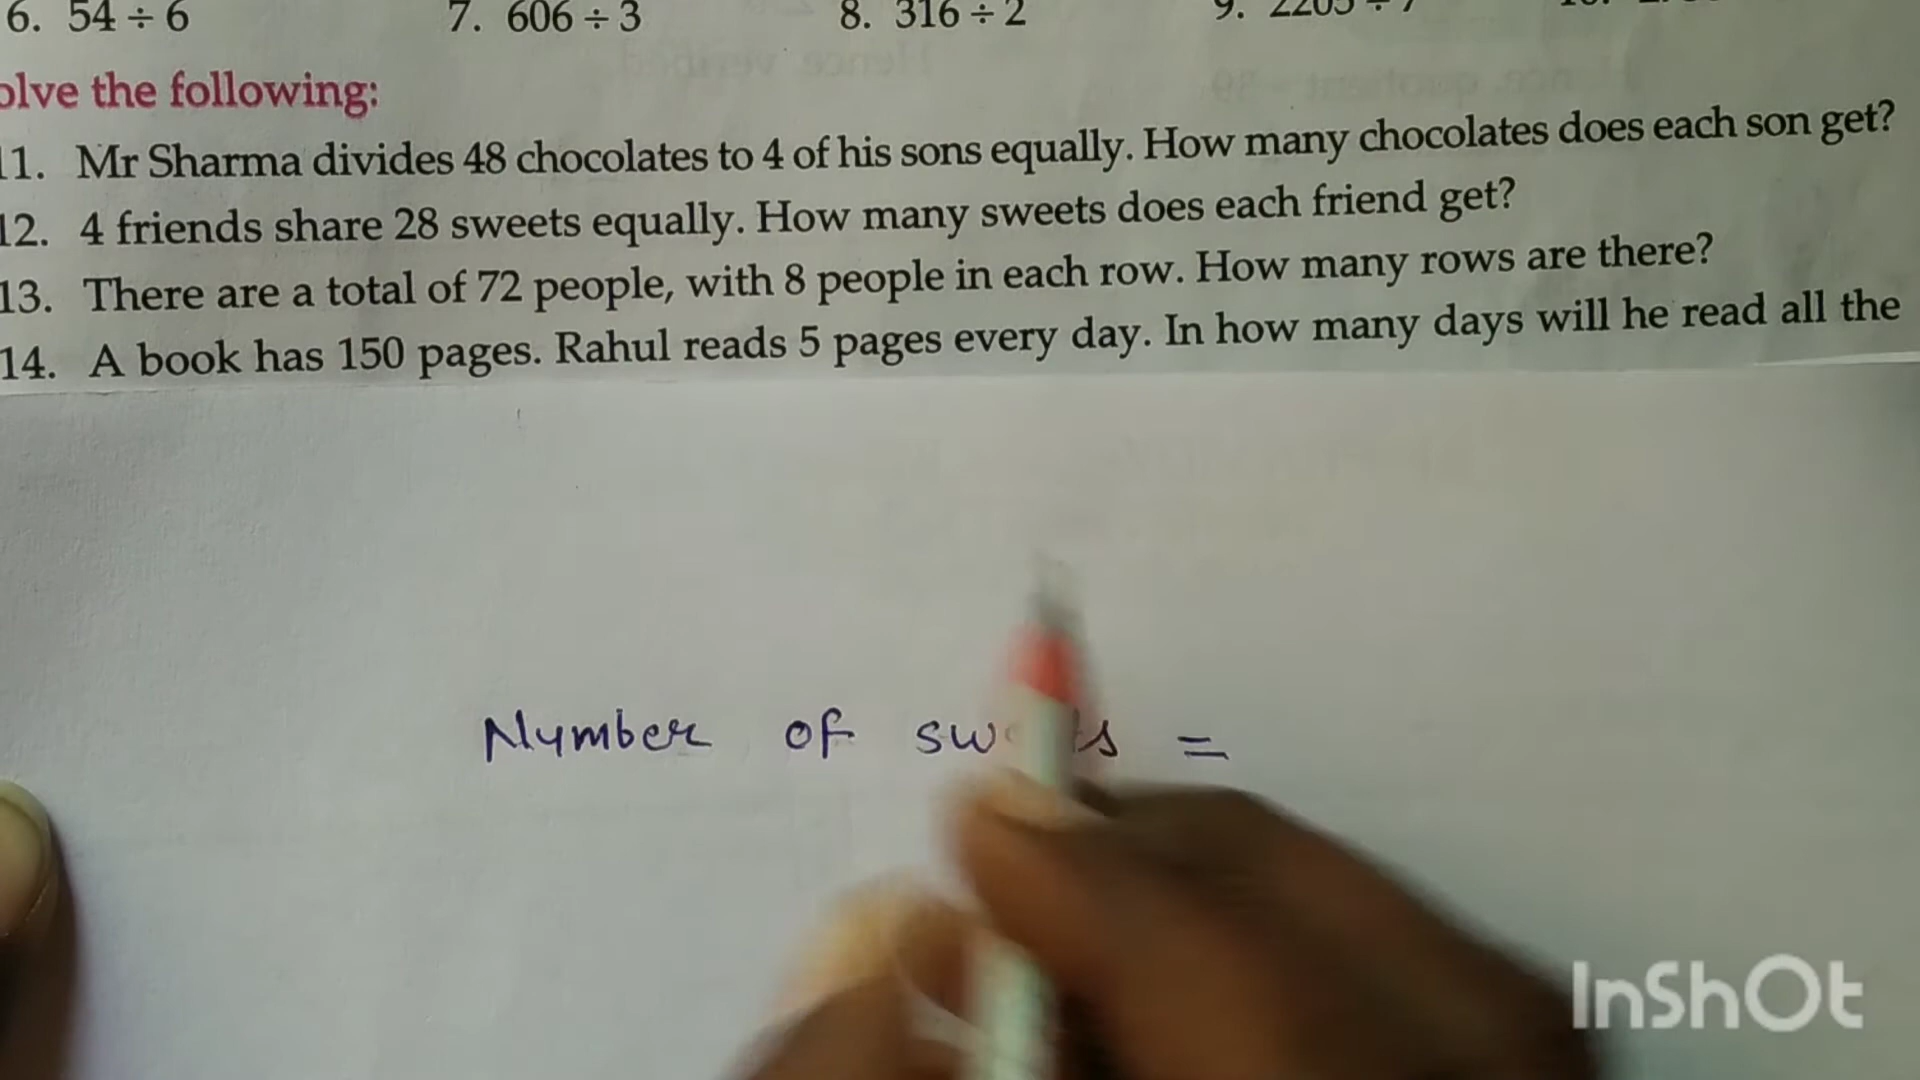 6. 54 ÷ 6 7. 606 ÷ 3 8. 316 ÷ 2 9. 2205 ÷ 7
olve the following:
11. Mr Sharma divides 48 chocolates to 4 of his sons equally. How many chocolates does each son get?
12. 4 friends share 28 sweets equally. How many sweets does each friend get?
13. There are a total of 72 people, with 8 people in each row. How many rows are there?
14. A book has 150 pages. Rahul reads 5 pages every day. In how many days will he read all the
Number of =
InShOt